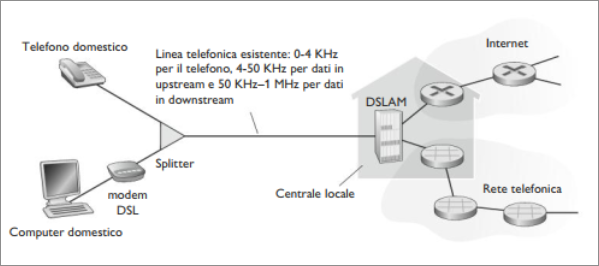 Telefono domestico
Linea telefonica esistente: 0-4 KHz
per il telefono, 4-50 KHz per dati in
upstream e 50 KHz–1 MHz per dati
in downstream
Internet
DSLAM
Splitter
modem
DSL
Computer domestico
Centrale locale
Rete telefonica